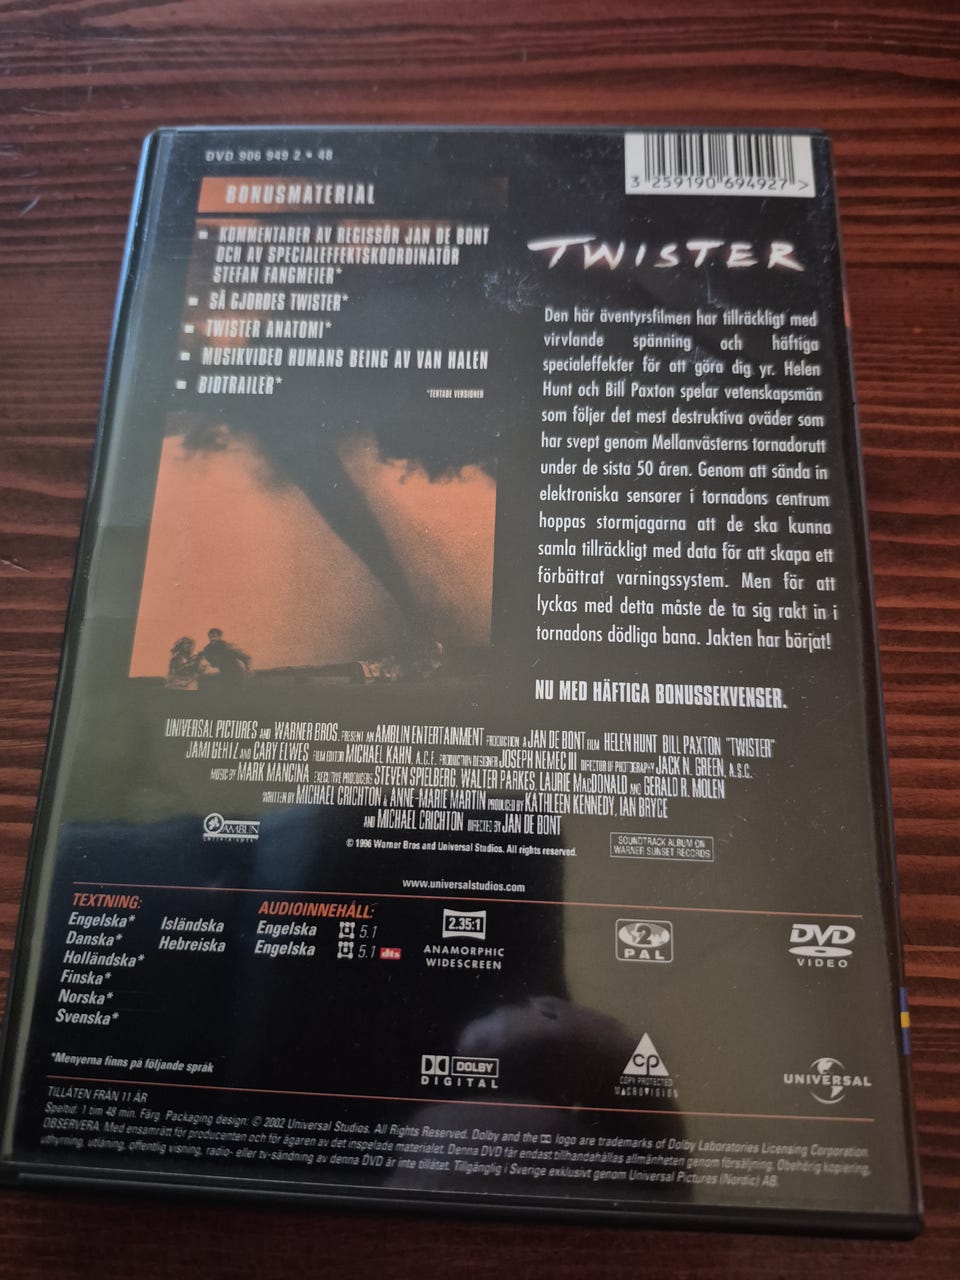 DVD 906 949 2 • 48
3 259190 694927 >
BONUSMATERIAL
KOMMENTARER AV REGISSÖR JAN DE BONT
OCH AV SPECIALEFFEKTSKOORDINATÖR
STEFAN FANGMEIER*
SÅ GJORDES TWISTER*
TWISTER ANATOMI*
MUSIKVIDEO HUMANS BEING AV VAN HALEN
BIOTRAILER*
*TEXTADE VERSIONER
TWISTER
Den här äventyrsfilmen har tillräckligt med
virvlande spänning och häftiga
specialeffekter för att göra dig yr. Helen
Hunt och Bill Paxton spelar vetenskapsmän
som följer det mest destruktiva oväder som
har svept genom Mellanvästerns tornadorutt
under de sista 50 åren. Genom att sända in
elektroniska sensorer i tornadons centrum
hoppas stormjagarna att de ska kunna
samla tillräckligt med data för att skapa ett
förbättrat varningssystem. Men för att
lyckas med detta måste de ta sig rakt in i
tornadons dödliga bana. Jakten har börjat!
NU MED HÄFTIGA BONUSSEKVENSER.
UNIVERSAL PICTURES AND WARNER BROS. PRESENT AN AMBLIN ENTERTAINMENT PRODUCTION A JAN DE BONT FILM HELEN HUNT BILL PAXTON "TWISTER"
JAMI GERTZ AND CARY ELWES FILM EDITOR MICHAEL KAHN, A.C.E. PRODUCTION DESIGNER JOSEPH NEMEC III DIRECTOR OF PHOTOGRAPHY JACK N. GREEN, A.S.C.
MUSIC BY MARK MANCINA EXECUTIVE PRODUCERS STEVEN SPIELBERG, WALTER PARKES, LAURIE MACDONALD AND GERALD R. MOLEN
WRITTEN BY MICHAEL CRICHTON & ANNE-MARIE MARTIN PRODUCED BY KATHLEEN KENNEDY, IAN BRYCE
AND MICHAEL CRICHTON DIRECTED BY JAN DE BONT
AMBLIN
ENTERTAINMENT
© 1996 Warner Bros and Universal Studios. All rights reserved.
SOUNDTRACK ALBUM ON
WARNER SUNSET RECORDS
www.universalstudios.com
TEXTNING:
Engelska* Isländska
Danska* Hebreiska
Holländska*
Finska*
Norska*
Svenska*
*Menyerna finns på följande språk
AUDIOINNEHÅLL:
Engelska 5.1
Engelska 5.1 dts
2.35:1
ANAMORPHIC
WIDESCREEN
2
PAL
DVD
VIDEO
DOLBY
DIGITAL
CP
COPY PROTECTED
MACROVISION
UNIVERSAL
TILLÅTEN FRÅN 11 ÅR
Speltid: 1 tim 48 min. Färg. Packaging design: © 2002 Universal Studios. All Rights Reserved. Dolby and the logo are trademarks of Dolby Laboratories Licensing Corporation.
OBSERVERA: Med ensamrätt för producenten och för ägaren av det inspelade materialet. Denna DVD får endast tillhandahållas allmänheten genom försäljning. Obehörig kopiering,
uthyrning, utlåning, offentlig visning, radio- eller tv-sändning av denna DVD är inte tillåtet. Tillgänglig i Sverige exklusivt genom Universal Pictures (Nordic) AB.